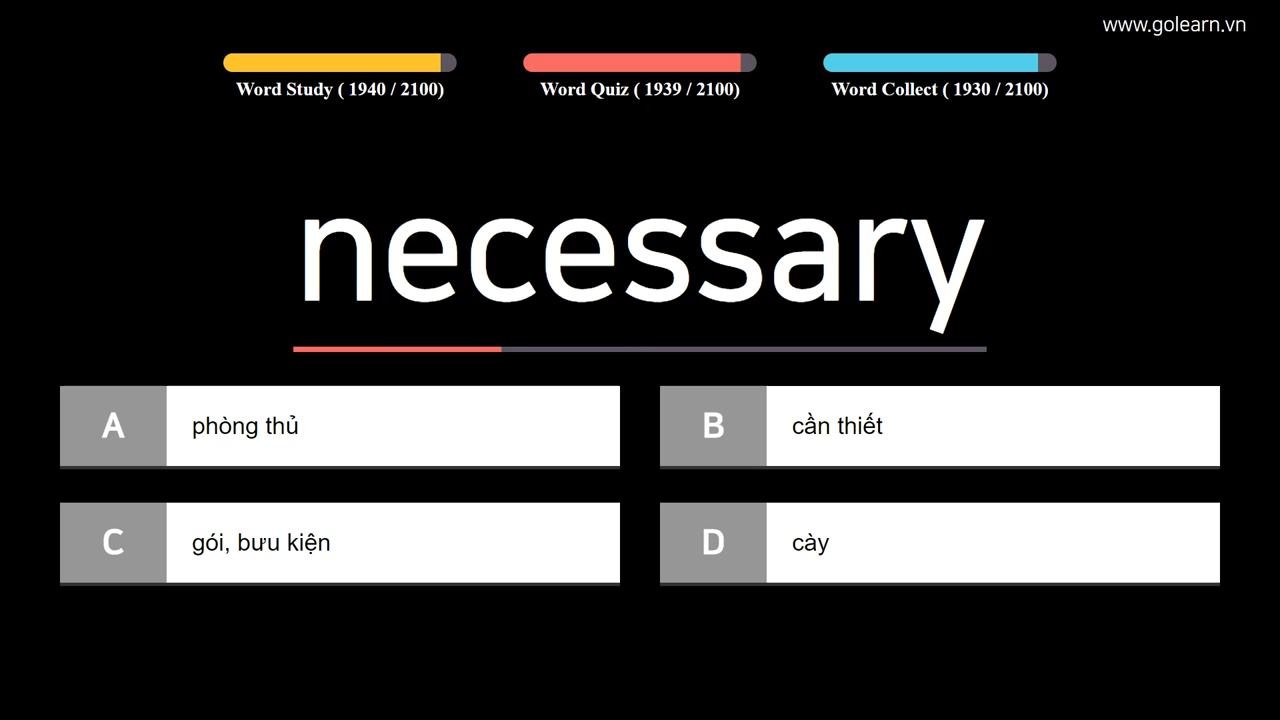 www.golearn.vn
Word Study ( 1940 / 2100)
Word Quiz ( 1939 / 2100)
Word Collect ( 1930 / 2100)
necessary
A phòng thủ
B cần thiết
C gói, bưu kiện
D cày